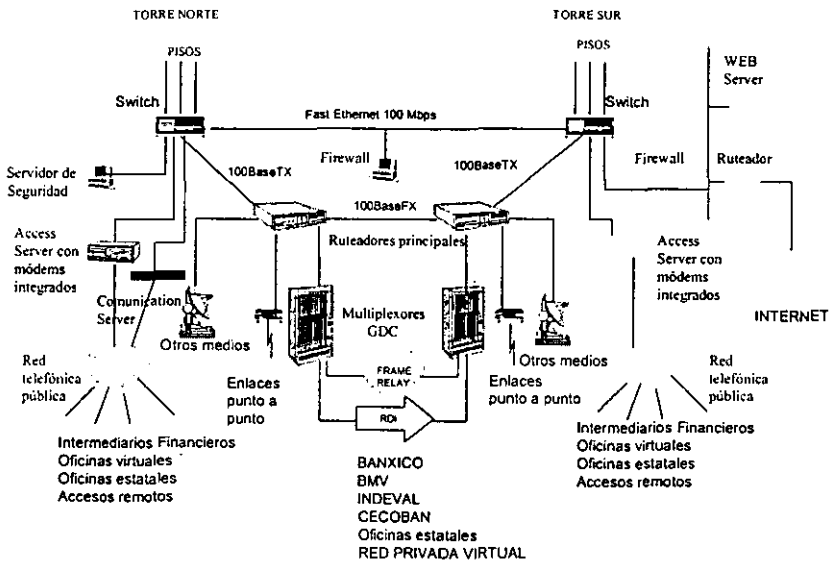 TORRE NORTE
TORRE SUR
PISOS
PISOS
WEB
Server
Switch
Fast Ethernet 100 Mbps
Switch
Servidor de
Seguridad
100BaseTX
Firewall
100BaseTX
Firewall
Ruteador
100BaseFX
Access
Server con
módems
integrados
Ruteadores principales
Access
Server con
módems
integrados
Comunication
Server
Otros medios
Multiplexores
GDC
Otros medios
INTERNET
Red
telefónica
pública
Enlaces
punto a
punto
FRAME
RELAY
Enlaces
punto a punto
Red
telefónica
pública
RDI
Intermediarios Financieros
Oficinas virtuales
Oficinas estatales
Accesos remotos
Intermediarios Financieros
Oficinas virtuales
Oficinas estatales
Accesos remotos
BANXICO
BMV
INDEVAL
CECOBAN
Oficinas estatales
RED PRIVADA VIRTUAL